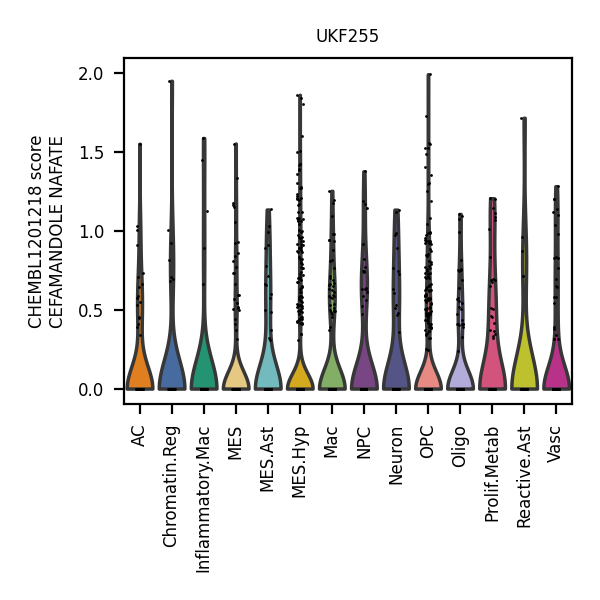 UKF255
CHEMBL1201218 score
CEFAMANDOLE NAFATE
2.0
1.5
1.0
0.5
0.0
AC
Chromatin.Reg
Inflammatory.Mac
MES
MES.Ast
MES.Hyp
Mac
NPC
Neuron
OPC
Oligo
Prolif.Metab
Reactive.Ast
Vasc